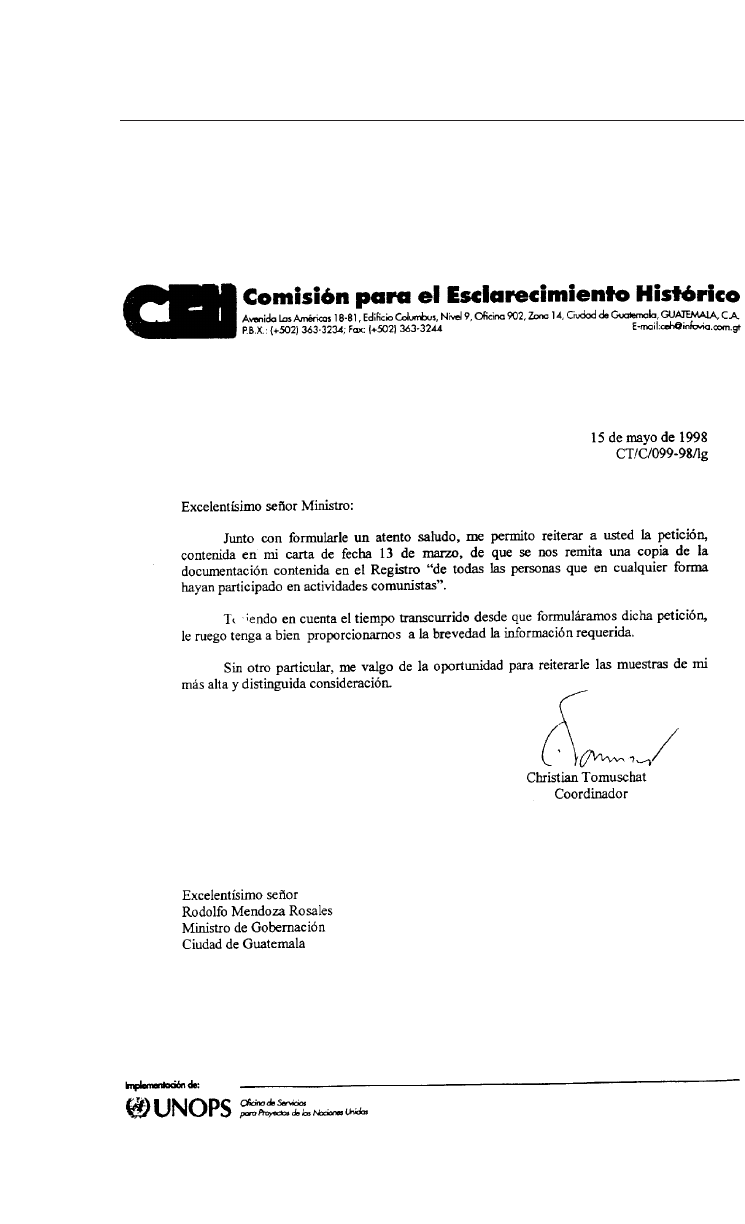 CEH Comisión para el Esclarecimiento Histórico
Avenida Las Américas 18-81, Edificio Columbus, Nivel 9, Oficina 902, Zona 14, Ciudad de Guatemala, GUATEMALA, C.A.
P.B.X.: (+502) 363-3234; Fax: (+502) 363-3244 E-mail:ceh@infovia.com.gt
15 de mayo de 1998
CT/C/099-98/lg
Excelentísimo señor Ministro:
Junto con formularle un atento saludo, me permito reiterar a usted la petición,
contenida en mi carta de fecha 13 de marzo, de que se nos remita una copia de la
documentación contenida en el Registro “de todas las personas que en cualquier forma
hayan participado en actividades comunistas”.
Teniendo en cuenta el tiempo transcurrido desde que formuláramos dicha petición,
le ruego tenga a bien proporcionarnos a la brevedad la información requerida.
Sin otro particular, me valgo de la oportunidad para reiterarle las muestras de mi
más alta y distinguida consideración.
Christian Tomuschat
Coordinador
Excelentísimo señor
Rodolfo Mendoza Rosales
Ministro de Gobernación
Ciudad de Guatemala
Implementación de:
UNOPS Oficina de Servicios
para Proyectos de las Naciones Unidas